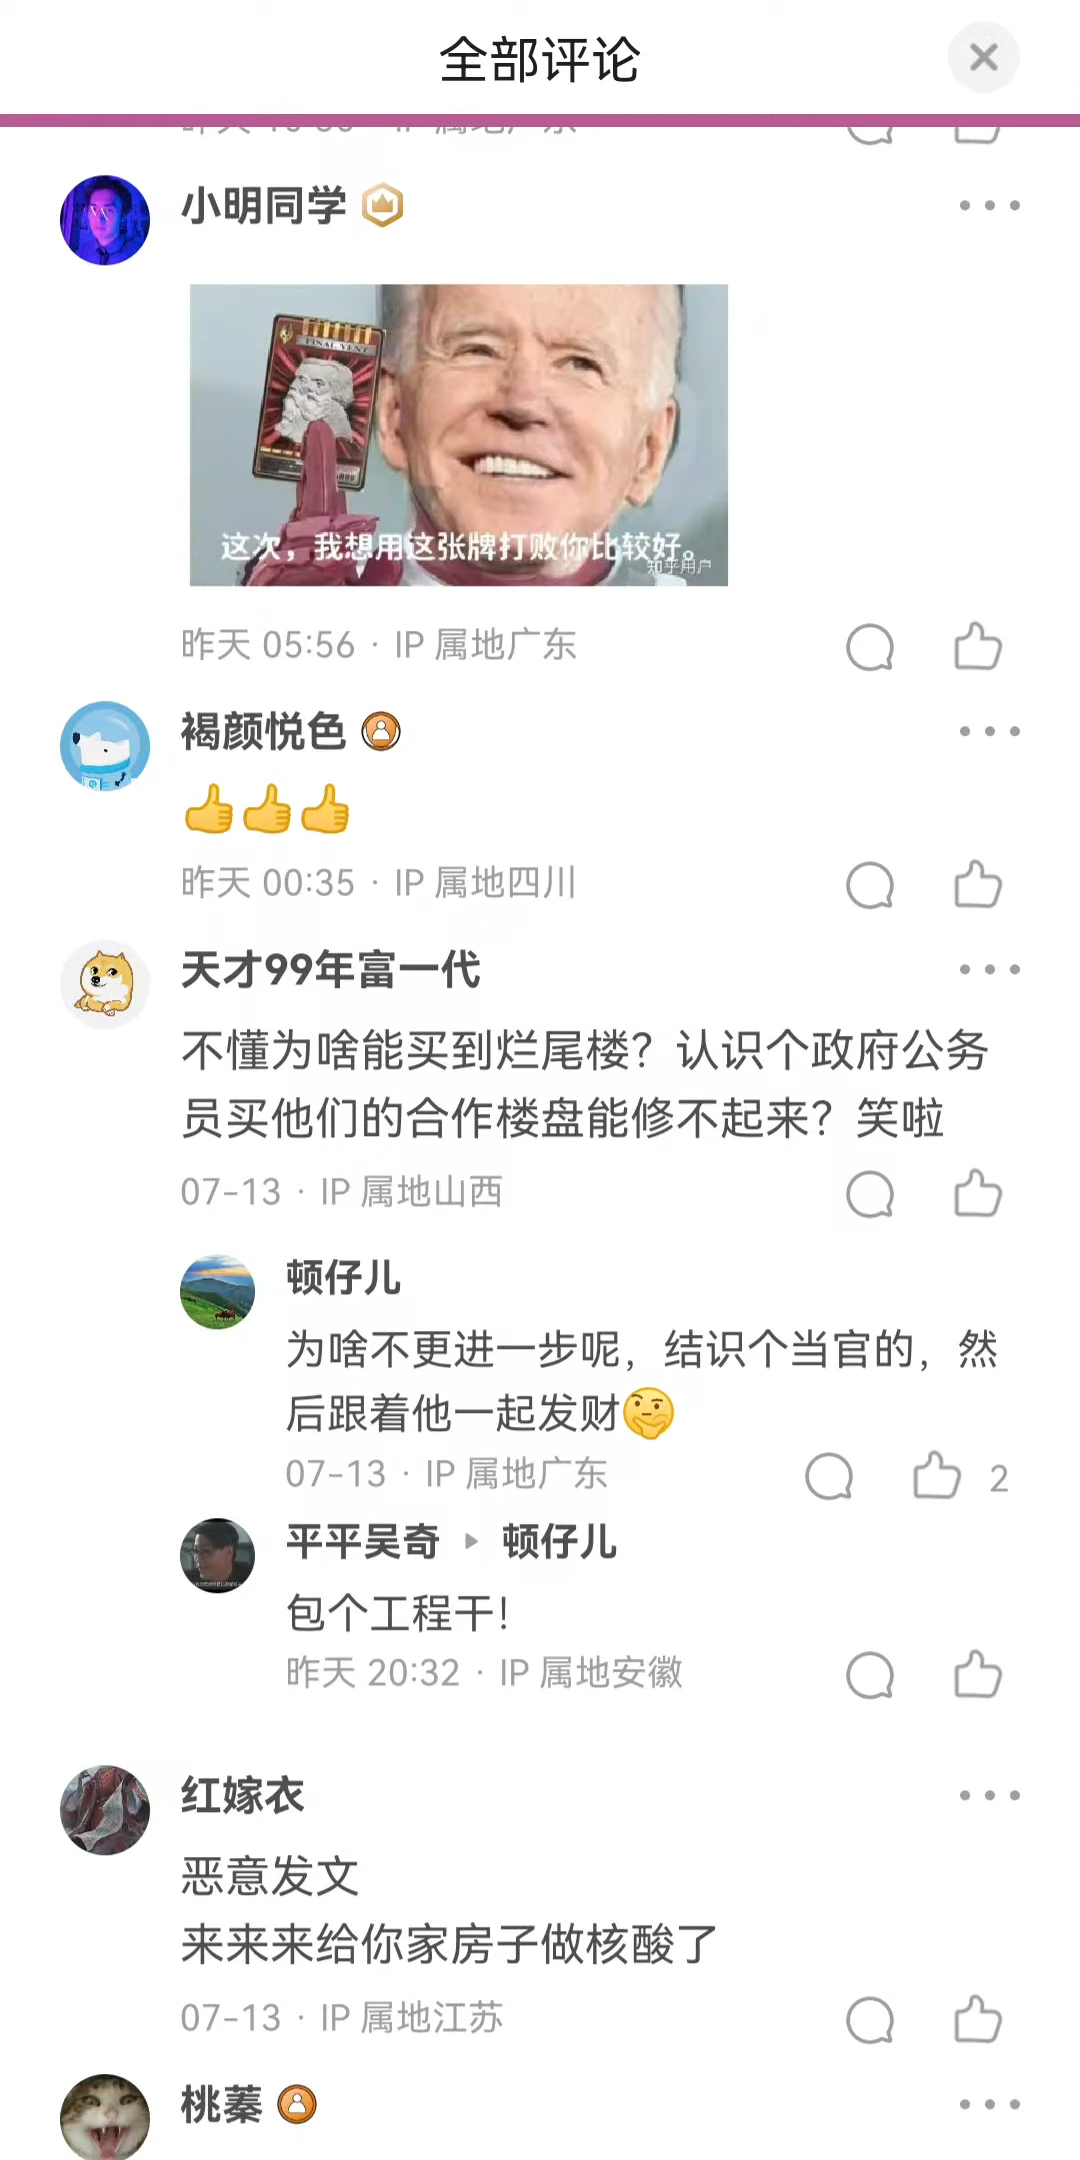 全部评论
小明同学
FINAL VENT
这次，我想用这张牌打败你比较好。
知乎用户
昨天 05:56 · IP 属地广东
褐颜悦色
昨天 00:35 · IP 属地四川
天才99年富一代
不懂为啥能买到烂尾楼？认识个政府公务
员买他们的合作楼盘能修不起来？笑啦
07-13 · IP 属地山西
顿仔儿
为啥不更进一步呢，结识个当官的，然
后跟着他一起发财
07-13 · IP 属地广东
2
平平吴奇 ▸ 顿仔儿
包个工程干！
昨天 20:32 · IP 属地安徽
红嫁衣
恶意发文
来来来给你家房子做核酸了
07-13 · IP 属地江苏
桃蓁